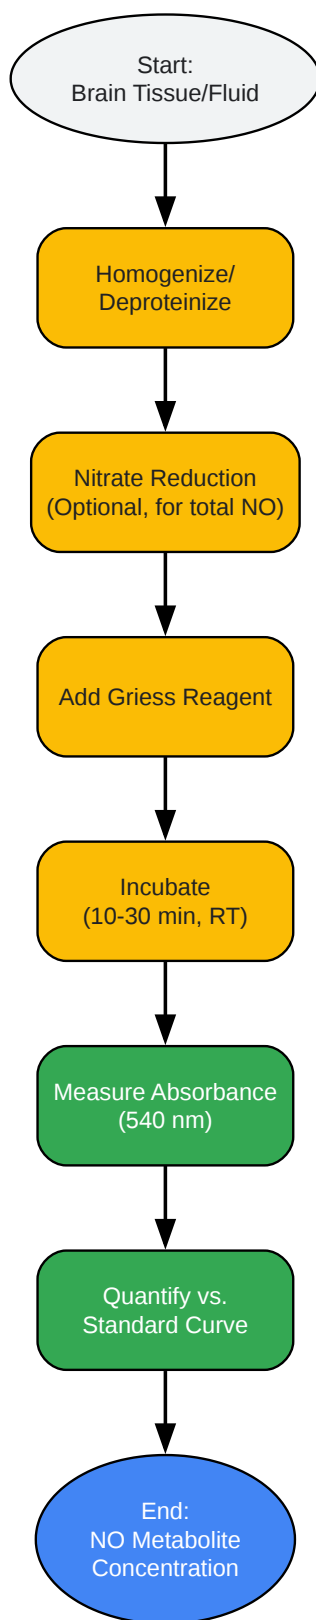 Start:
Brain Tissue/Fluid
Homogenize/
Deproteinize
Nitrate Reduction
(Optional, for total NO)
Add Griess Reagent
Incubate
(10-30 min, RT)
Measure Absorbance
(540 nm)
Quantify vs.
Standard Curve
End:
NO Metabolite
Concentration